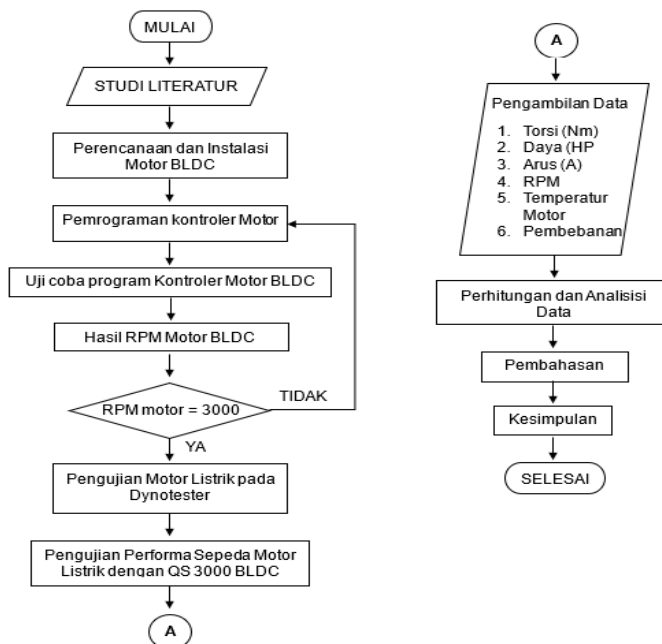 MULAI
STUDI LITERATUR
Perencanaan dan Instalasi
Motor BLDC
Pemrograman kontroler Motor
Uji coba program Kontroler Motor BLDC
Hasil RPM Motor BLDC
RPM motor = 3000
TIDAK
YA
Pengujian Motor Listrik pada
Dynotester
Pengujian Performa Sepeda Motor
Listrik dengan QS 3000 BLDC
A
A
Pengambilan Data
1. Torsi (Nm)
2. Daya (HP
3. Arus (A)
4. RPM
5. Temperatur
Motor
6. Pembebanan
Perhitungan dan Analisisi
Data
Pembahasan
Kesimpulan
SELESAI